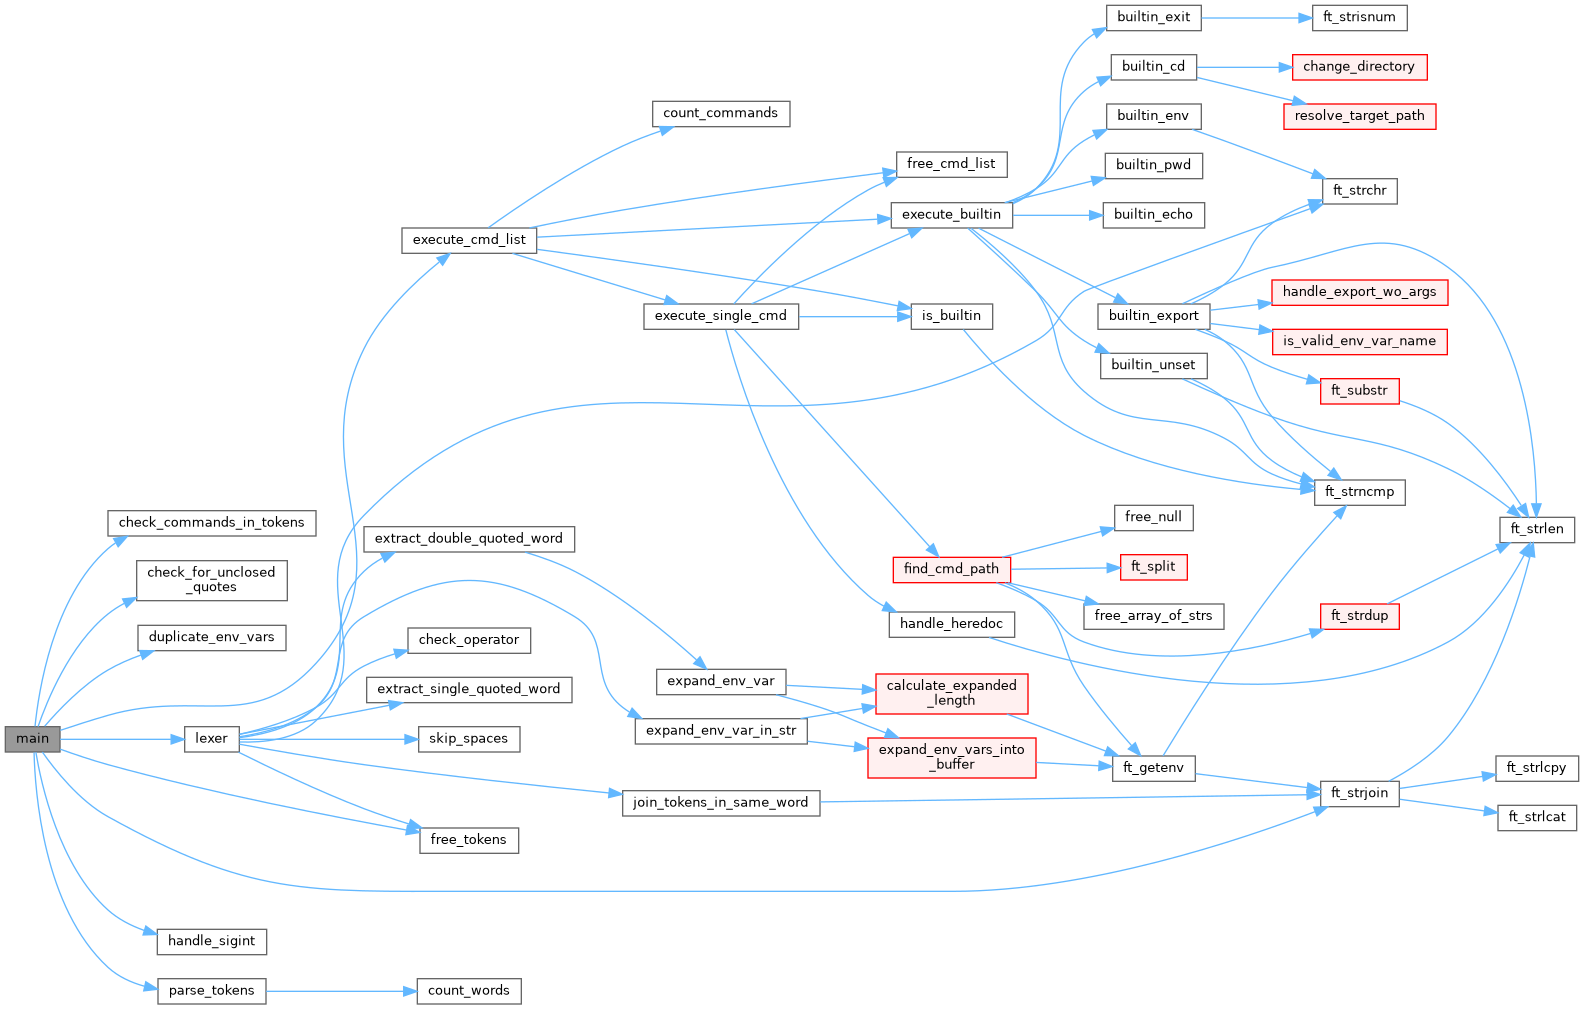 builtin_exit
ft_strisnum
builtin_cd
change_directory
count_commands
builtin_env
resolve_target_path
free_cmd_list
builtin_pwd
ft_strchr
execute_builtin
builtin_echo
execute_cmd_list
handle_export_wo_args
execute_single_cmd
is_builtin
builtin_export
is_valid_env_var_name
builtin_unset
ft_substr
ft_strncmp
check_commands_in_tokens
free_null
ft_strlen
extract_double_quoted_word
check_for_unclosed
_quotes
find_cmd_path
ft_split
duplicate_env_vars
check_operator
handle_heredoc
free_array_of_strs
ft_strdup
extract_single_quoted_word
expand_env_var
calculate_expanded
_length
main
lexer
skip_spaces
expand_env_var_in_str
expand_env_vars_into
_buffer
ft_getenv
ft_strlcpy
join_tokens_in_same_word
ft_strjoin
ft_strlcat
free_tokens
handle_sigint
parse_tokens
count_words